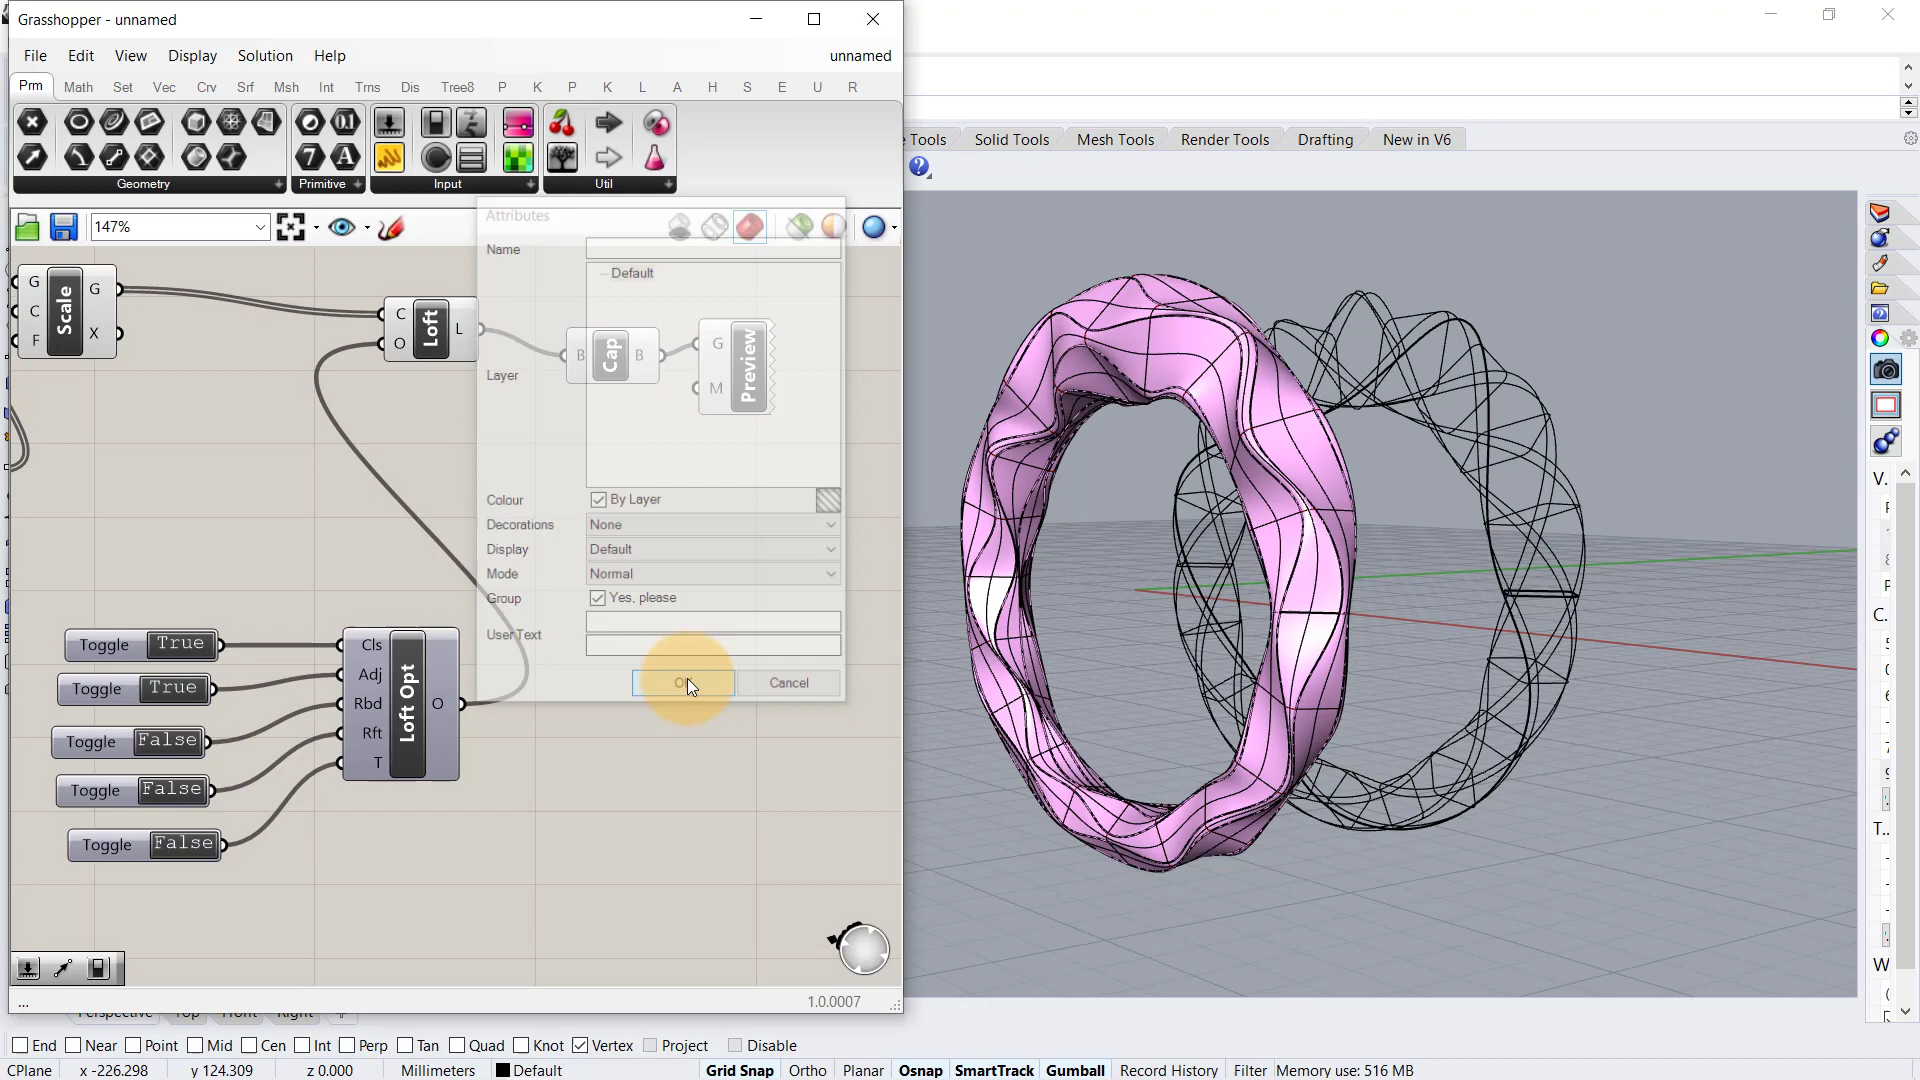 Grasshopper - unnamed
File Edit View Display Solution Help unnamed
Prm Math Set Vec Crv Srf Msh Int Trns Dis Tree8 P K P K L A H S E U R
Geometry Primitive Input Util
Tools Solid Tools Mesh Tools Render Tools Drafting New in V6
147%
Attributes
Name
Default
G
C
F
Scale
G
X
C
O
Loft
L
Layer
B
Cap
B
G
M
Preview
Colour By Layer
Decorations None
Display Default
Mode Normal
Group Yes, please
User Text
OK Cancel
Toggle True
Toggle True
Toggle False
Toggle False
Toggle False
Cls
Adj
Rbd
Rft
T
Loft Opt
O
V.
C.
T..
W
... 1.0.0007
Perspective Top Front Right
End Near Point Mid Cen Int Perp Tan Quad Knot Vertex Project Disable
CPlane x -226.298 y 124.309 z 0.000 Millimeters Default Grid Snap Ortho Planar Osnap SmartTrack Gumball Record History Filter Memory use: 516 MB